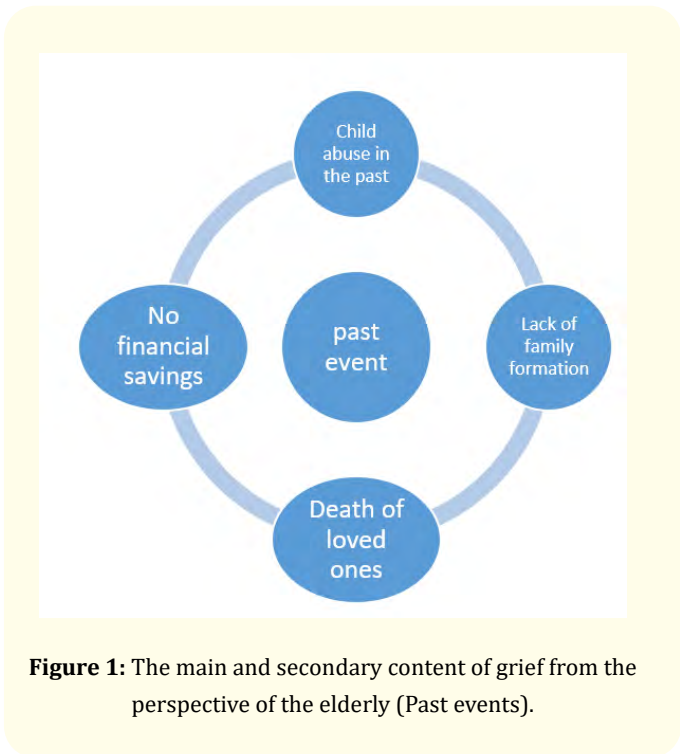 Child
abuse in
the past
No
financial
savings
past
event
Lack of
family
formation
Death of
loved
ones
Figure 1: The main and secondary content of grief from the
perspective of the elderly (Past events).